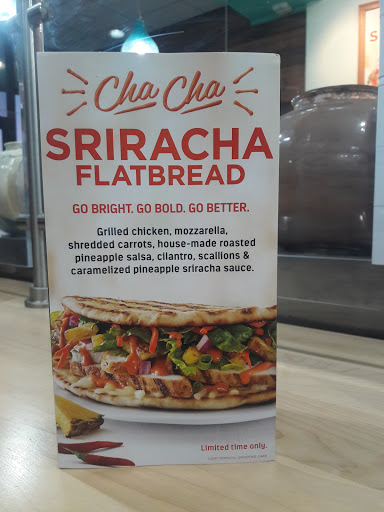 Cha Cha
SRIRACHA
FLATBREAD
GO BRIGHT. GO BOLD. GO BETTER.
Grilled chicken, mozzarella,
shredded carrots, house-made roasted
pineapple salsa, cilantro, scallions &
caramelized pineapple sriracha sauce.
Limited time only.